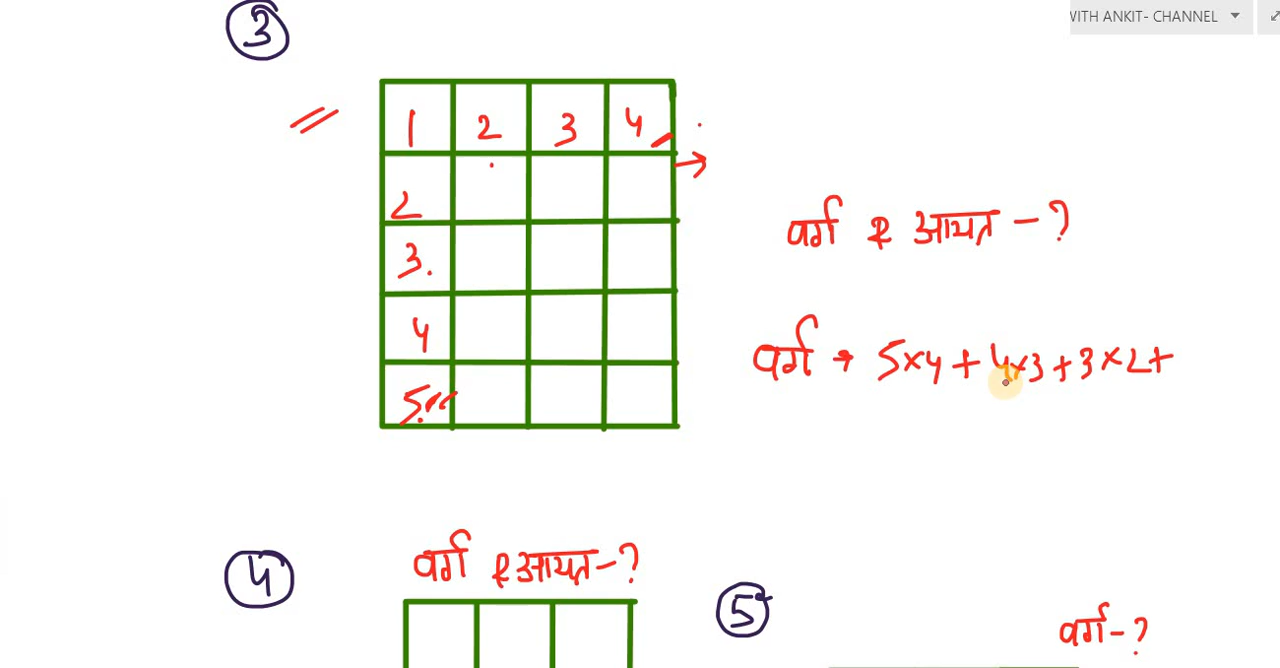 WITH ANKIT- CHANNEL
3
1 2 3 4
2
3
4
5
वर्ग & आयत - ?
वर्ग → 5×4 + 4×3 + 3×2 +
4
वर्ग & आयत - ?
5
वर्ग - ?